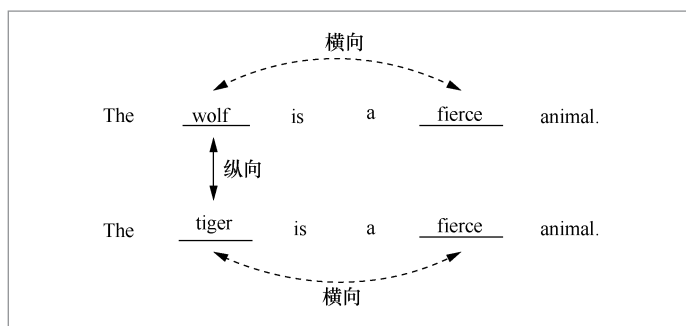 横向
The wolf is a fierce animal.
纵向
The tiger is a fierce animal.
横向